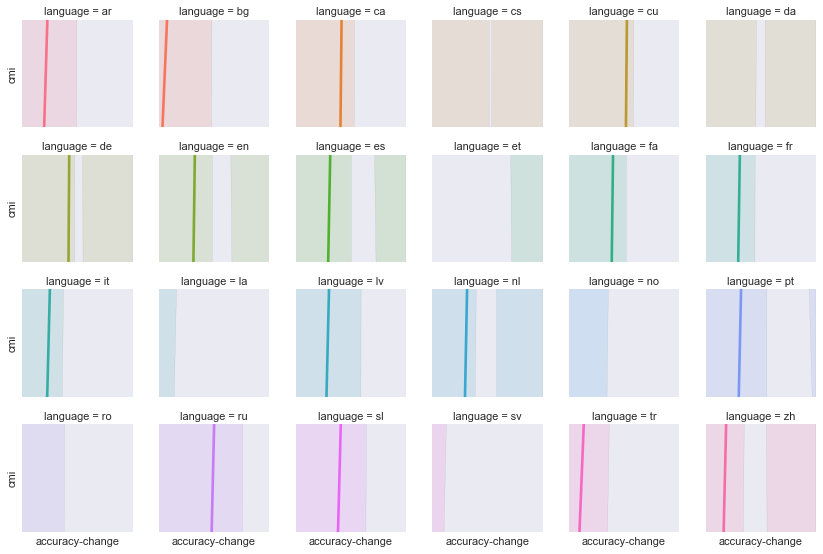 language = ar
language = bg
language = ca
language = cs
language = cu
language = da
cmi
language = de
language = en
language = es
language = et
language = fa
language = fr
cmi
language = it
language = la
language = lv
language = nl
language = no
language = pt
cmi
language = ro
language = ru
language = sl
language = sv
language = tr
language = zh
cmi
accuracy-change
accuracy-change
accuracy-change
accuracy-change
accuracy-change
accuracy-change